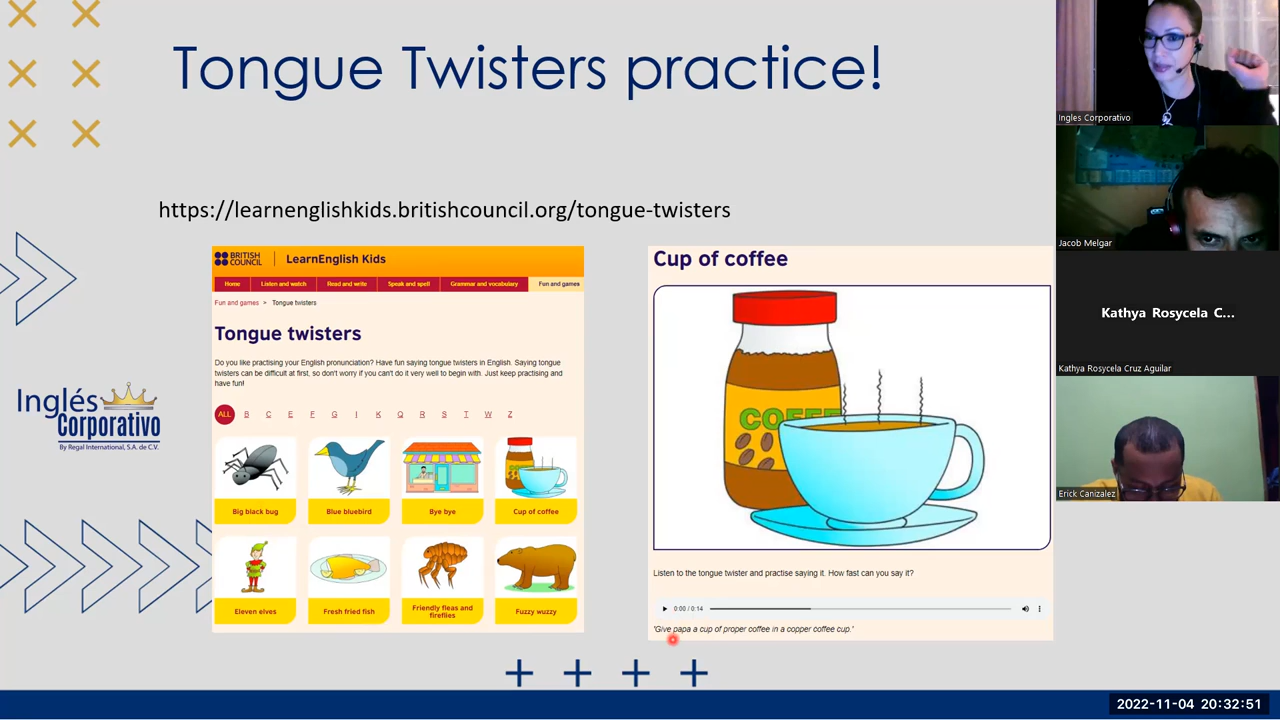 Tongue Twisters practice!
https://learnenglishkids.britishcouncil.org/tongue-twisters
BRITISH COUNCIL
LearnEnglish Kids
Home Listen and watch Read and write Speak and spell Grammar and vocabulary Fun and games
Fun and games > Tongue twisters
Tongue twisters
Do you like practising your English pronunciation? Have fun saying tongue twisters in English. Saying tongue
twisters can be difficult at first, so don't worry if you can't do it very well to begin with. Just keep practising and
have fun!
ALL B C E F G I K Q R S T W Z
Big black bug
Blue bluebird
Bye bye
Cup of coffee
Eleven elves
Fresh fried fish
Friendly fleas and
fireflies
Fuzzy wuzzy
Cup of coffee
COFFE
Listen to the tongue twister and practise saying it. How fast can you say it?
0:00 / 0:14
"Give papa a cup of proper coffee in a copper coffee cup."
Inglés
Corporativo
By Regal International, S.A. de C.V.
Ingles Corporativo
Jacob Melgar
Kathya Rosycela C...
Kathya Rosycela Cruz Aguilar
Erick Canizalez
2022-11-04 20:32:51